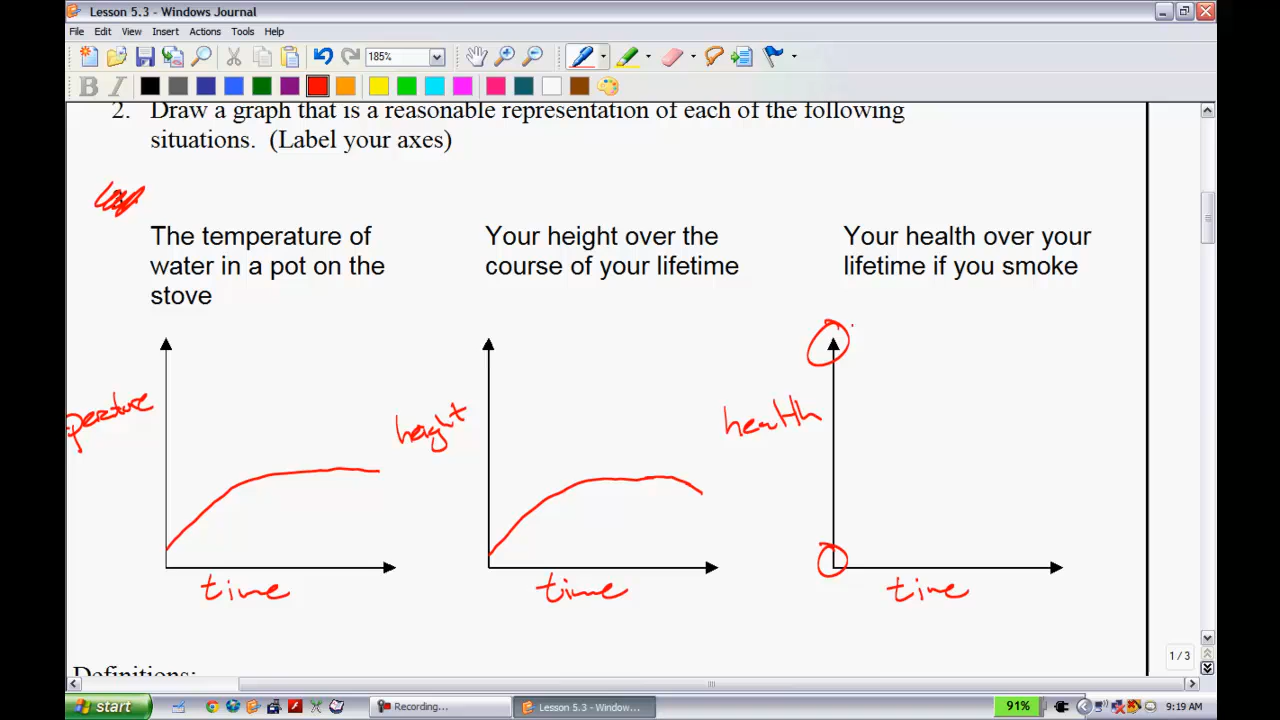 Lesson 5.3 - Windows Journal
File Edit View Insert Actions Tools Help
185%
B I
2. Draw a graph that is a reasonable representation of each of the following
situations. (Label your axes)
The temperature of
water in a pot on the
stove
Your height over the
course of your lifetime
Your health over your
lifetime if you smoke
perature
height
health
time
time
time
Definitions:
1 / 3
start
Recording...
Lesson 5.3 - Window...
91%
9:19 AM